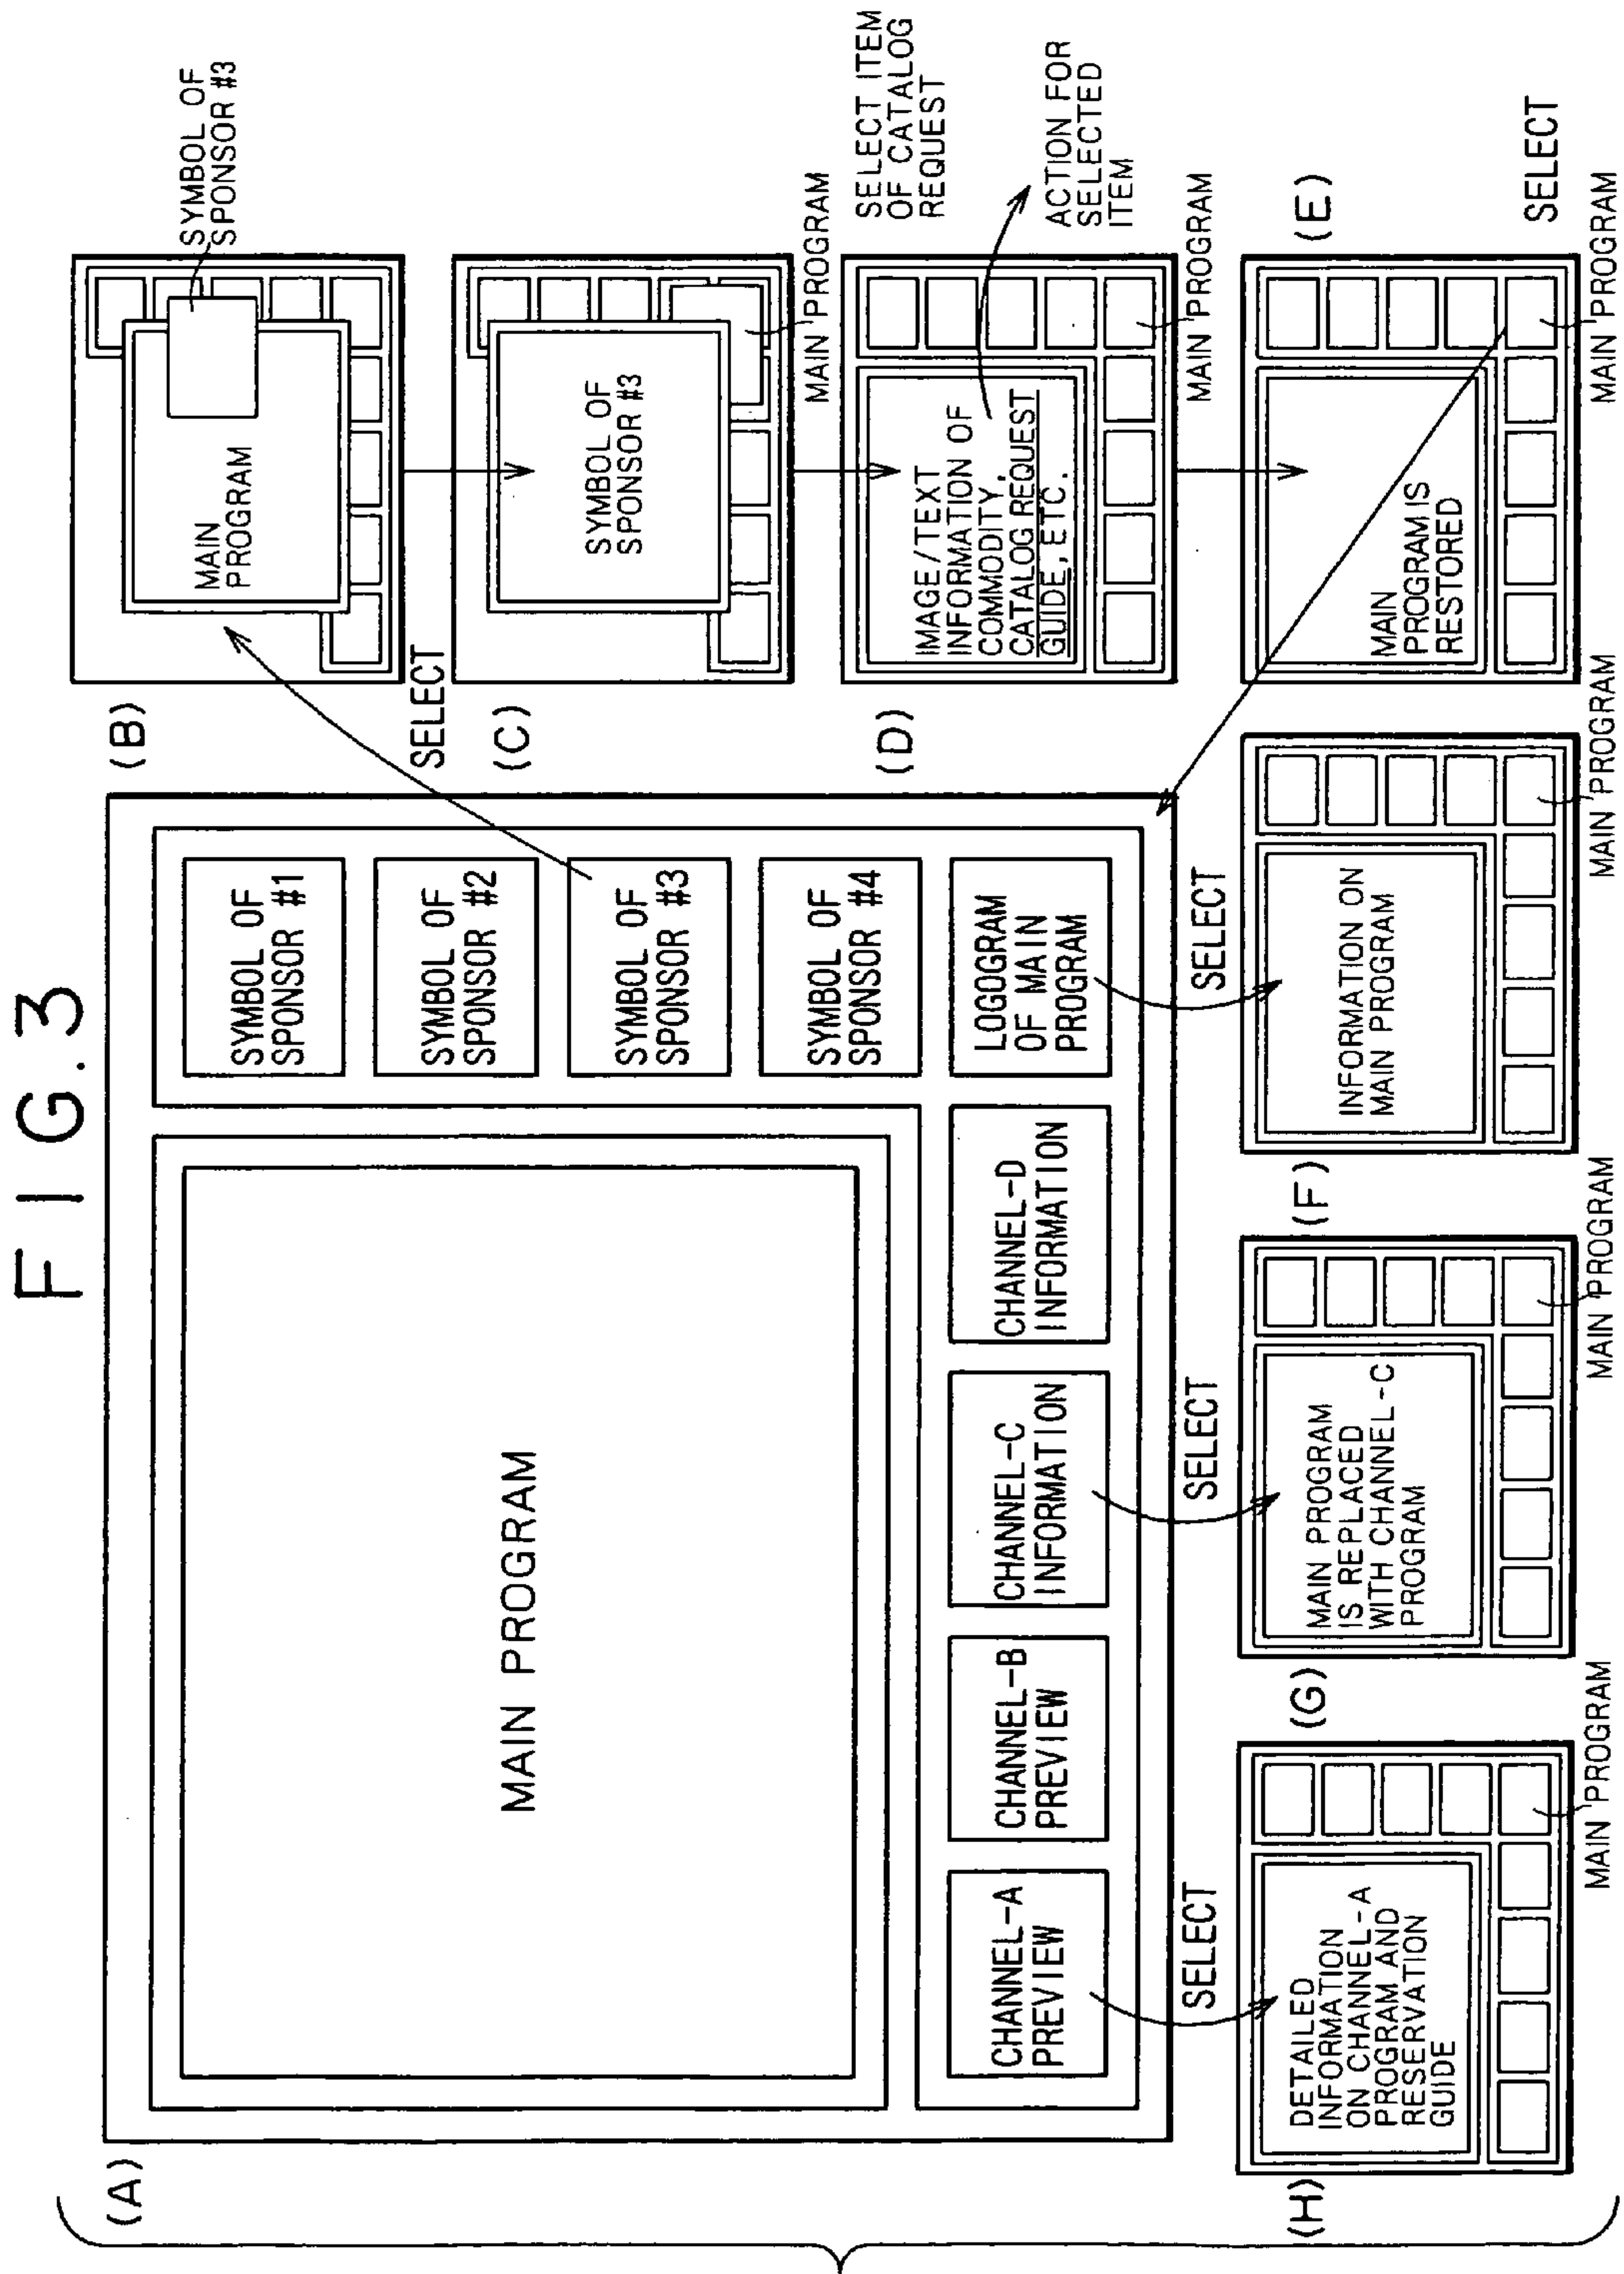 FIG. 3
(A)
MAIN PROGRAM
SYMBOL OF
SPONSOR #1
SYMBOL OF
SPONSOR #2
SYMBOL OF
SPONSOR #3
SYMBOL OF
SPONSOR #4
LOGOGRAM
OF MAIN
PROGRAM
CHANNEL-A
PREVIEW
CHANNEL-B
PREVIEW
CHANNEL-C
INFORMATION
CHANNEL-D
INFORMATION
SELECT
(B)
MAIN
PROGRAM
SYMBOL OF
SPONSOR #3
(C)
SYMBOL OF
SPONSOR #3
MAIN PROGRAM
(D)
IMAGE/TEXT
INFORMATION OF
COMMODITY,
CATALOG REQUEST
GUIDE, ETC.
SELECT ITEM
OF CATALOG
REQUEST
ACTION FOR
SELECTED
ITEM
MAIN PROGRAM
(E)
MAIN
PROGRAM IS
RESTORED
SELECT
MAIN PROGRAM
SELECT
(F)
INFORMATION ON
MAIN PROGRAM
MAIN PROGRAM
SELECT
(G)
MAIN PROGRAM
IS REPLACED
WITH CHANNEL-C
PROGRAM
MAIN PROGRAM
SELECT
(H)
DETAILED
INFORMATION
ON CHANNEL-A
PROGRAM AND
RESERVATION
GUIDE
MAIN PROGRAM